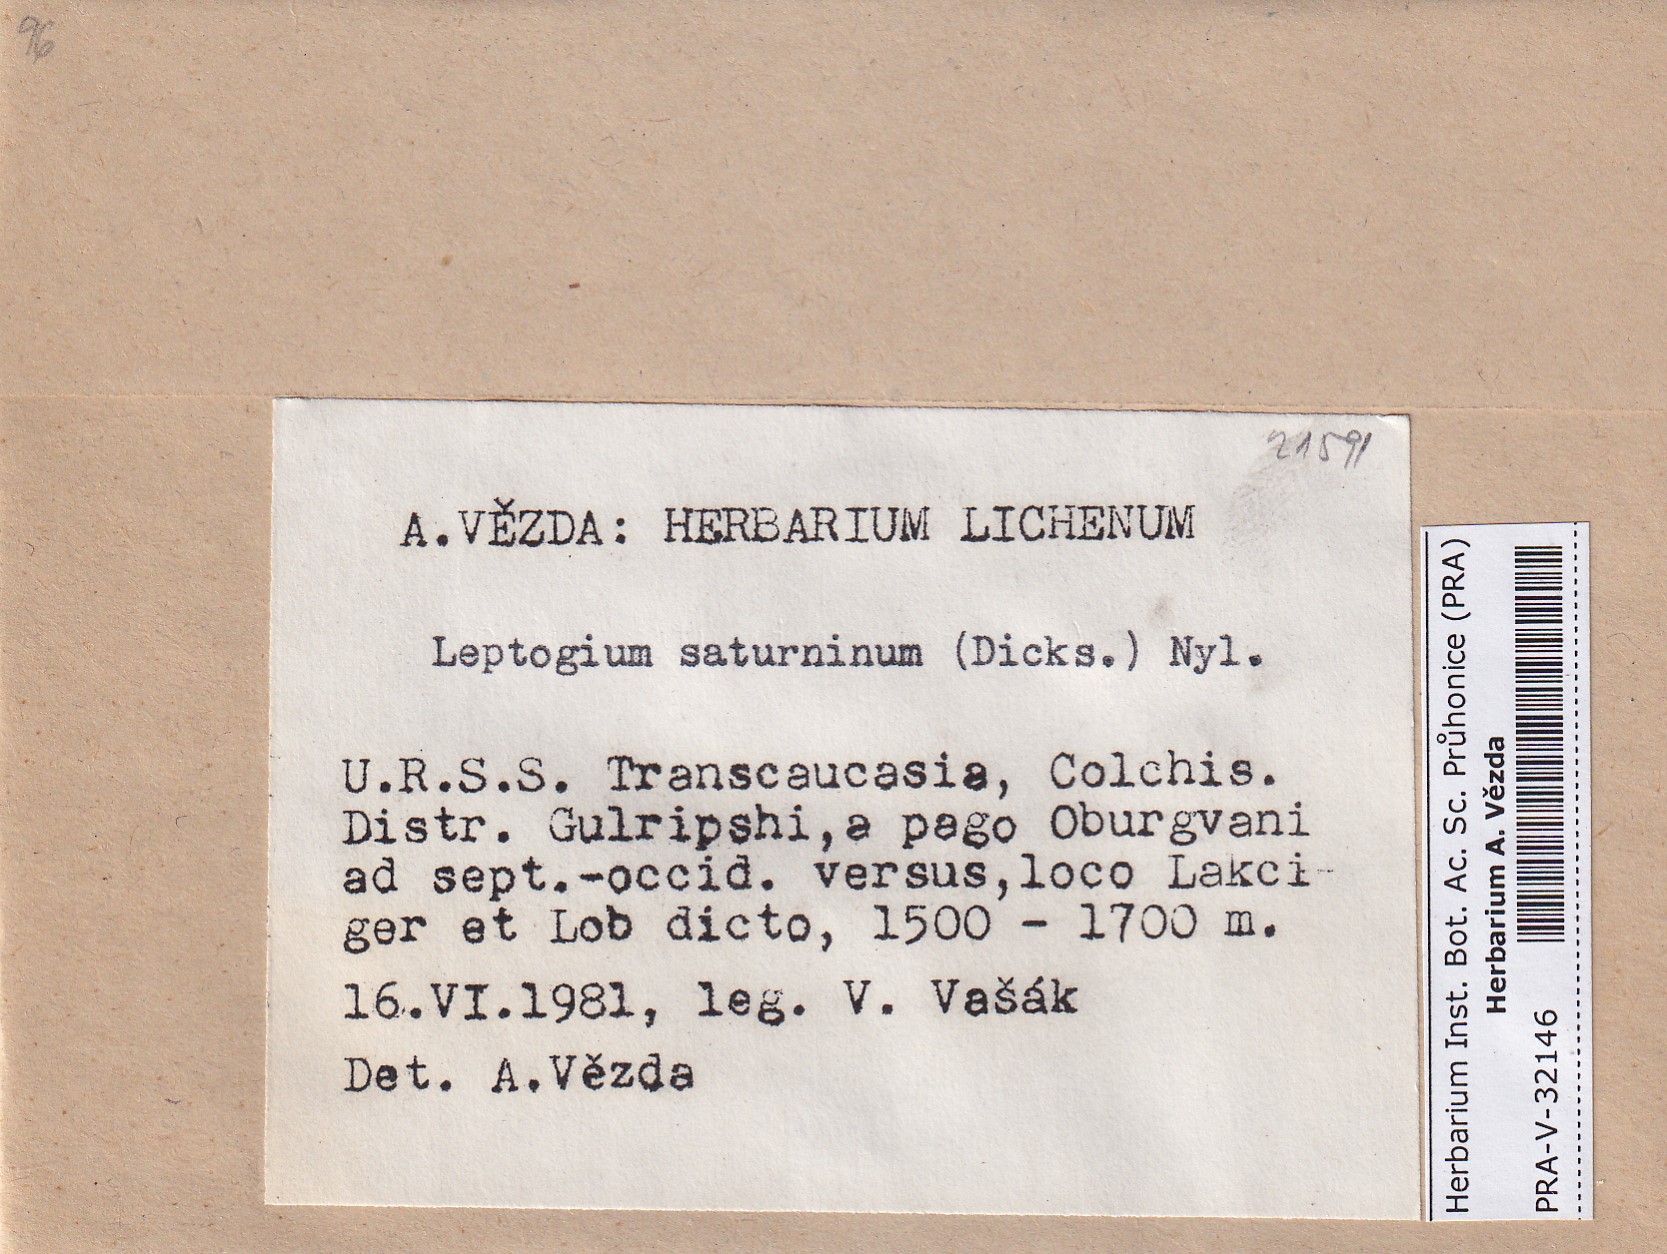 96
21591
A.VĚZDA: HERBARIUM LICHENUM
Leptogium saturninum (Dicks.) Nyl.
U.R.S.S. Transcaucasia, Colchis.
Distr. Gulripshi,a pago Oburgvani
ad sept.-occid. versus,loco Lakci-
ger et Lob dicto, 1500 - 1700 m.
16.VI.1981, leg. V. Vašák
Det. A.Vězda
Herbarium Inst. Bot. Ac. Sc. Průhonice (PRA)
Herbarium A. Vězda
PRA-V-32146